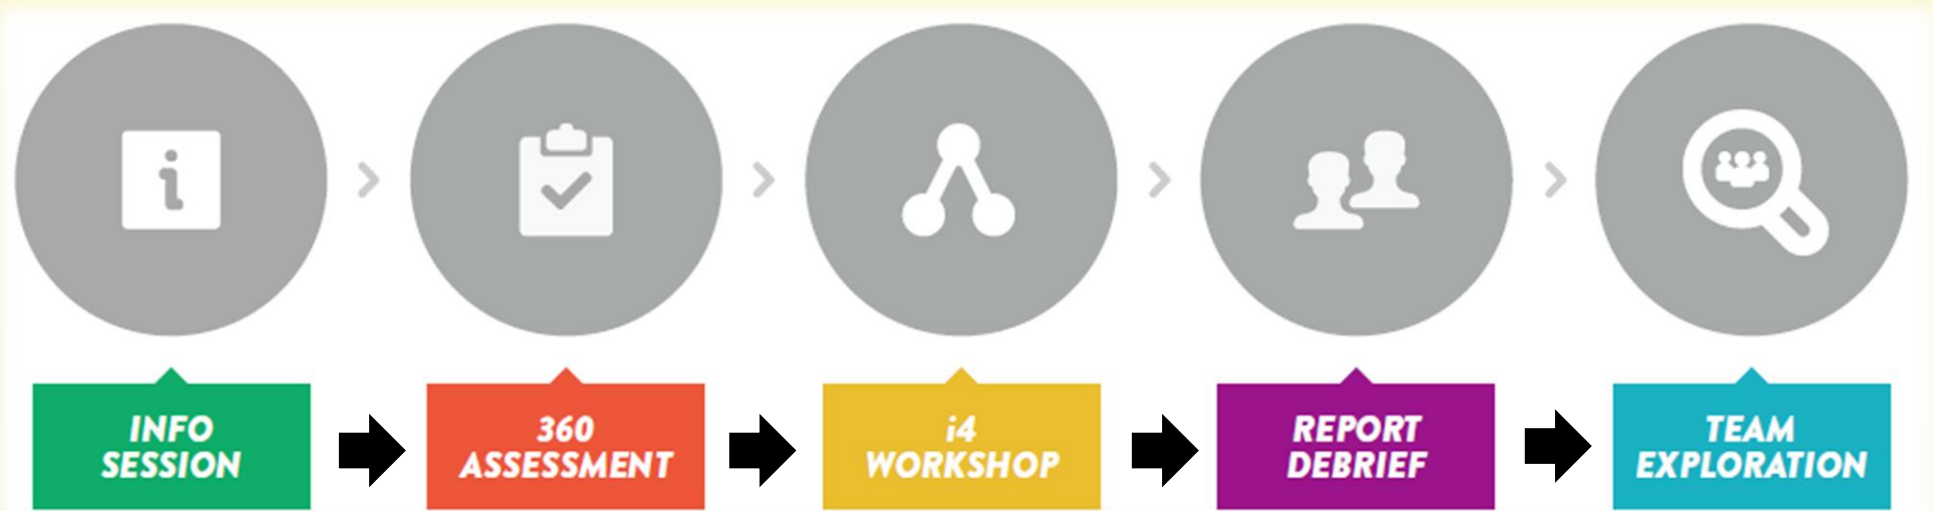 INFO
SESSION
360
ASSESSMENT
i4
WORKSHOP
REPORT
DEBRIEF
TEAM
EXPLORATION